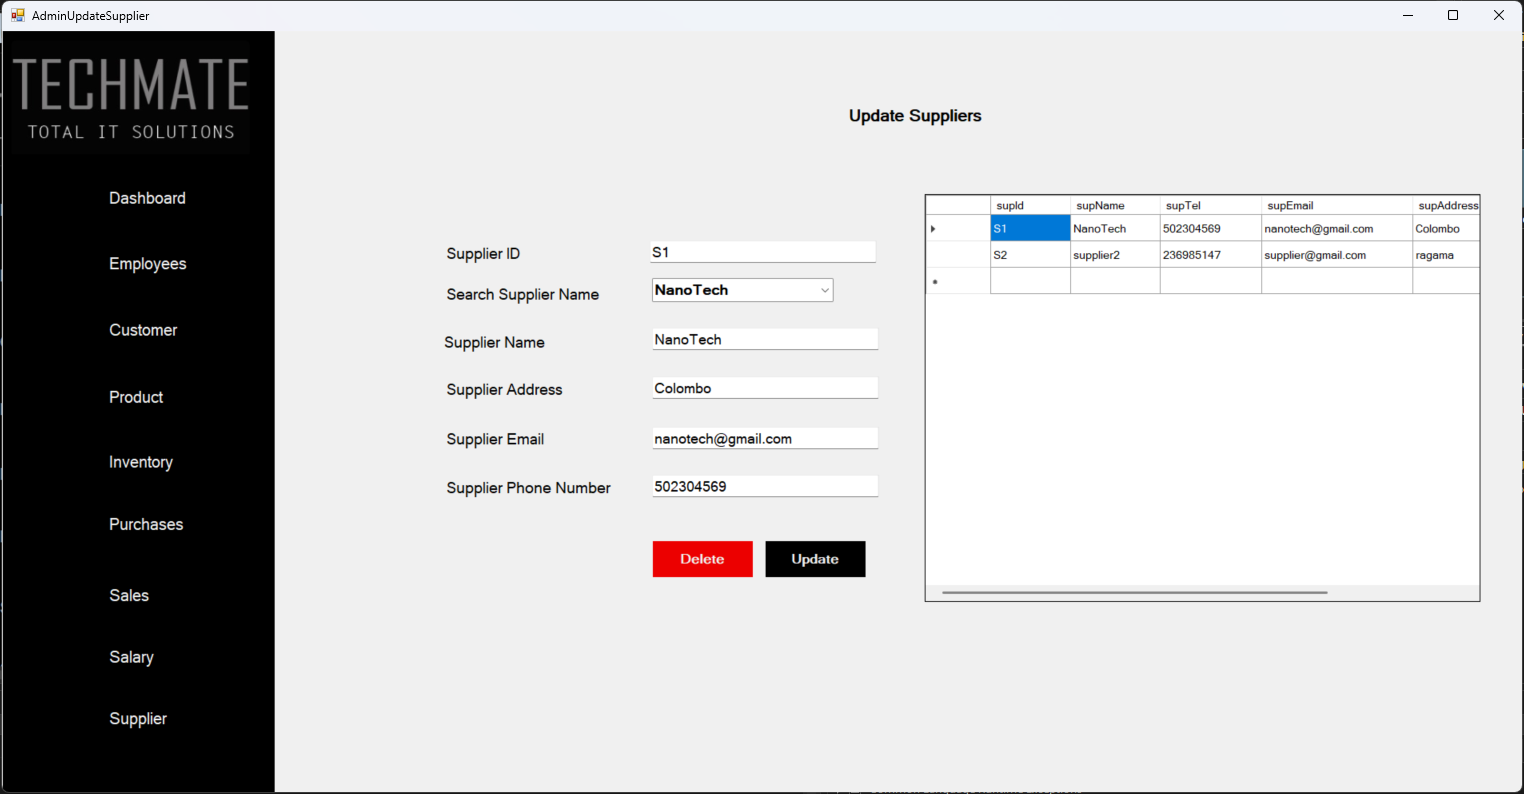 AdminUpdateSupplier
TECHMATE
TOTAL IT SOLUTIONS
Dashboard
Employees
Customer
Product
Inventory
Purchases
Sales
Salary
Supplier
Update Suppliers
Supplier ID S1
Search Supplier Name NanoTech
Supplier Name NanoTech
Supplier Address Colombo
Supplier Email nanotech@gmail.com
Supplier Phone Number 502304569
Delete Update
supId supName supTel supEmail supAddress
S1 NanoTech 502304569 nanotech@gmail.com Colombo
S2 supplier2 236985147 supplier@gmail.com ragama